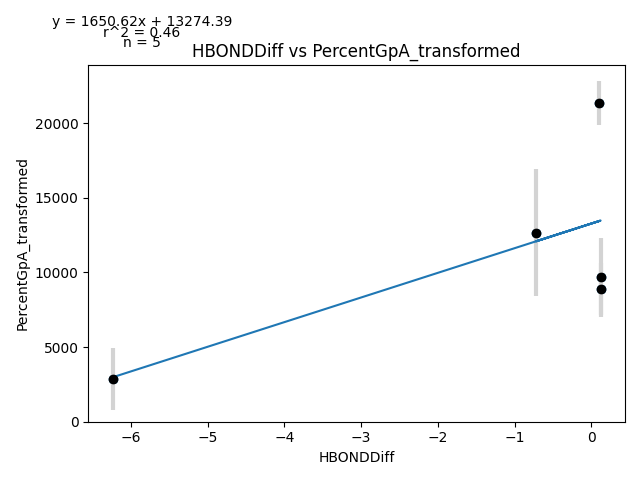 y = 1650.62x + 13274.39
r^2 = 0.46
n = 5
HBONDDiff vs PercentGpA_transformed
PercentGpA_transformed
20000
15000
10000
5000
0
−6
−5
−4
−3
−2
−1
0
HBONDDiff